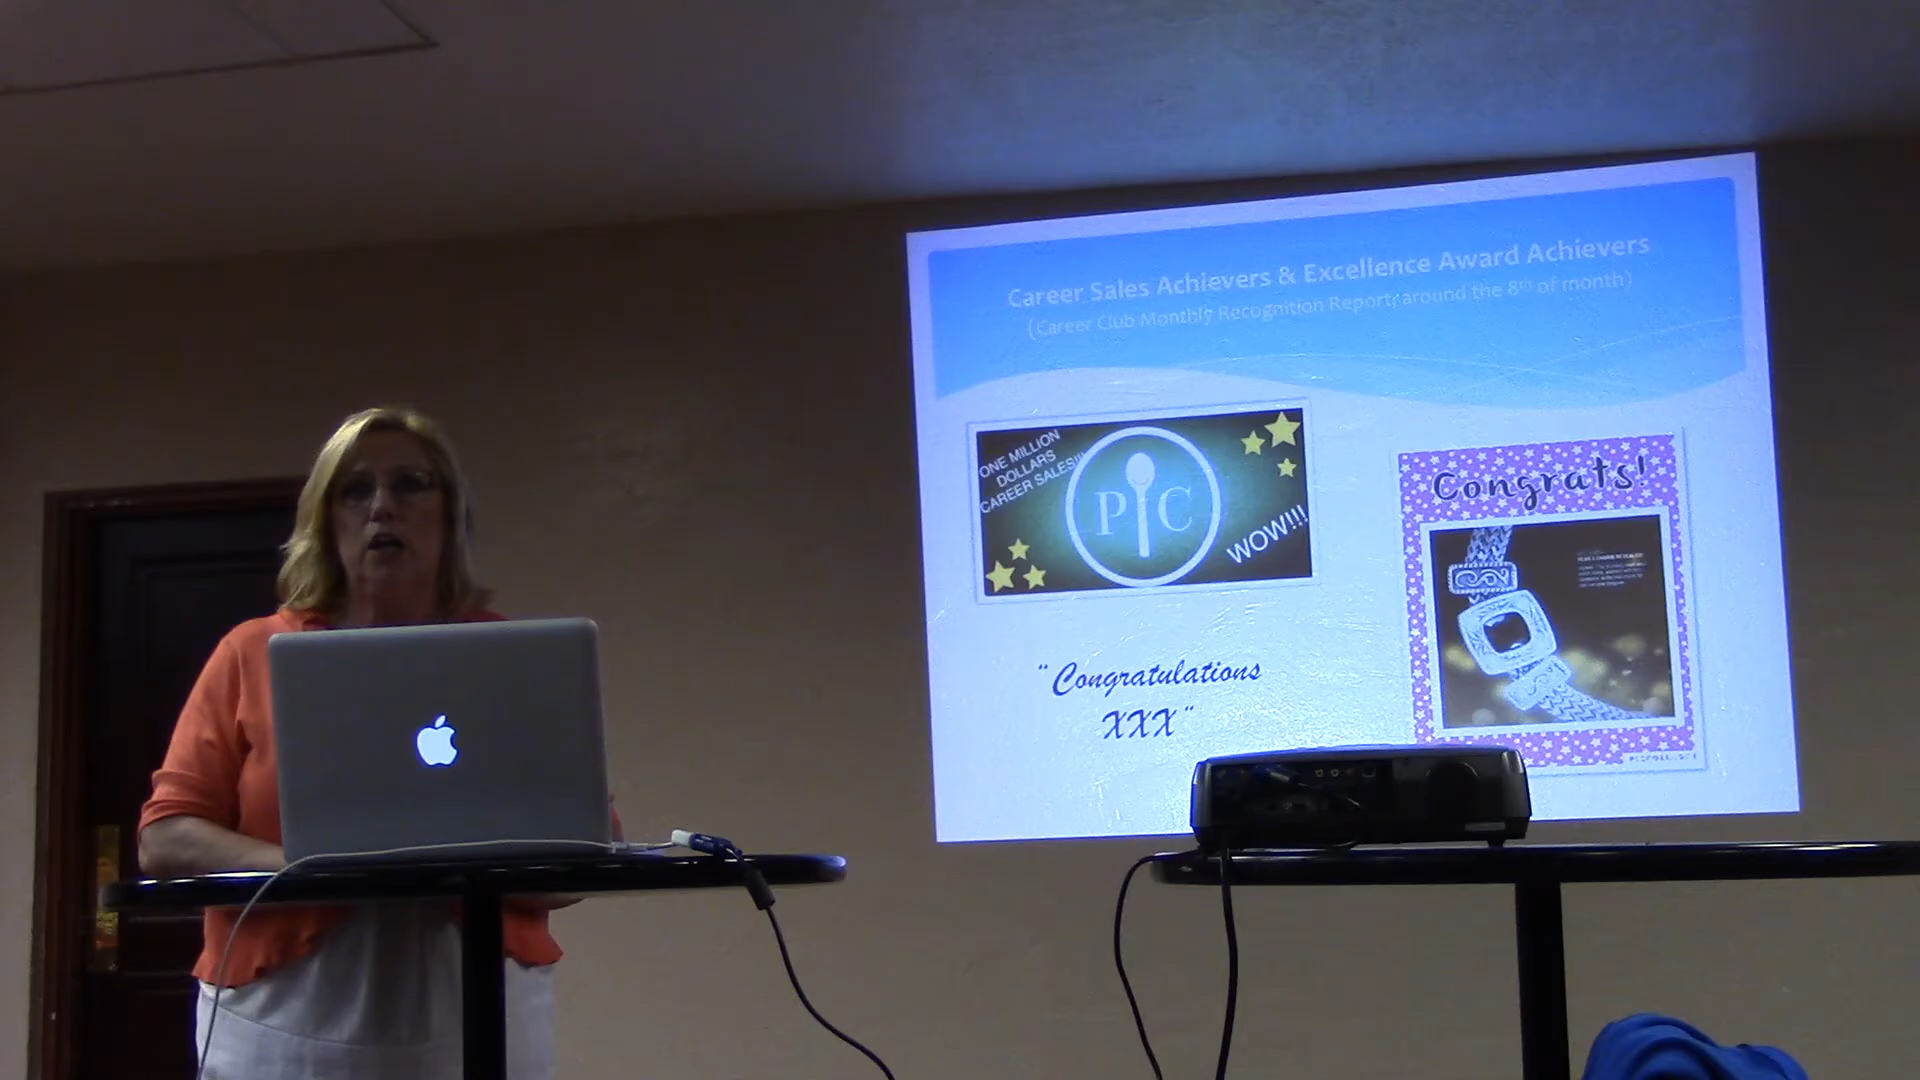 Career Sales Achievers & Excellence Award Achievers
(Career Club Monthly Recognition Report; around the 8th of month)
ONE MILLION
DOLLARS
CAREER SALES!!!
P C
WOW!!!
Congrats!
"Congratulations
XXX"